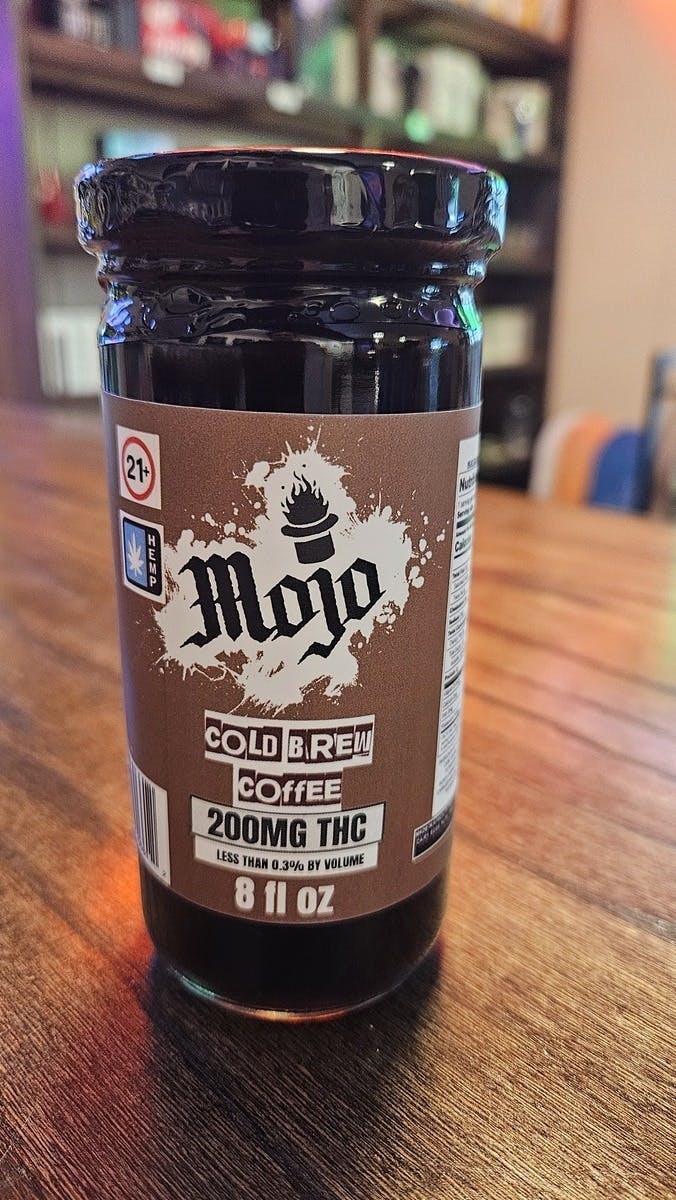 21+
HEMP
Mojo
COLD BREW
COFFEE
200MG THC
LESS THAN 0.3% BY VOLUME
8 fl oz